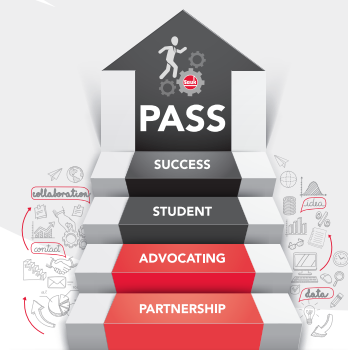 PASS
SUCCESS
STUDENT
ADVOCATING
PARTNERSHIP
collaboration
contact
idea
data